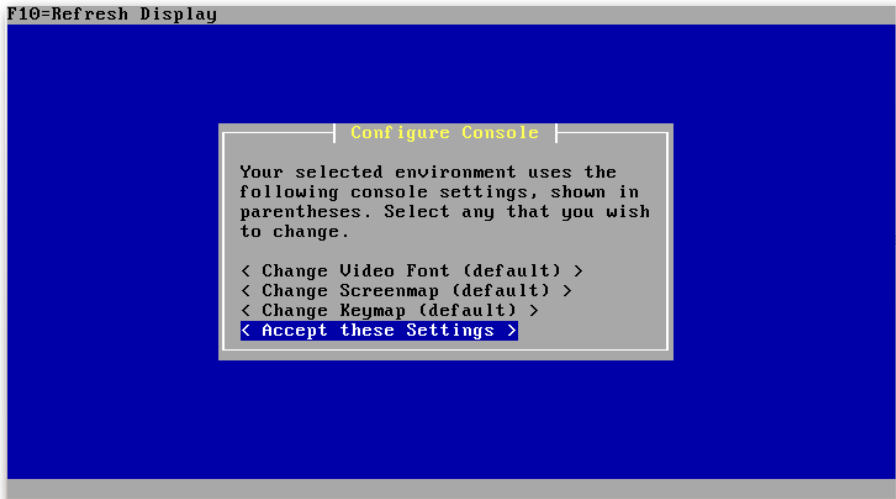 F10=Refresh Display
Configure Console
Your selected environment uses the
following console settings, shown in
parentheses. Select any that you wish
to change.
< Change Video Font (default) >
< Change Screenmap (default) >
< Change Keymap (default) >
< Accept these Settings >